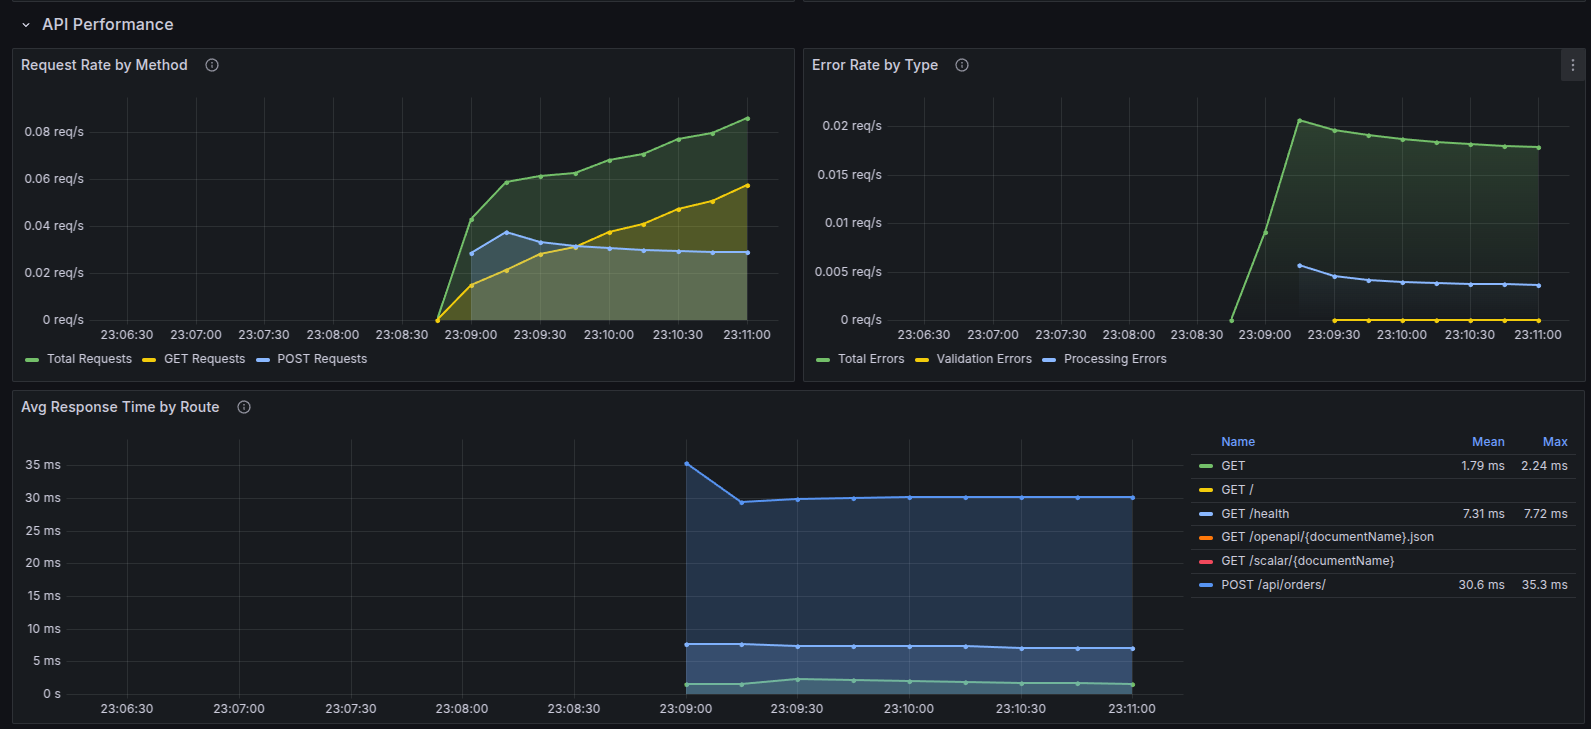 API Performance
Request Rate by Method
0.08 req/s
0.06 req/s
0.04 req/s
0.02 req/s
0 req/s
23:06:30 23:07:00 23:07:30 23:08:00 23:08:30 23:09:00 23:09:30 23:10:00 23:10:30 23:11:00
Total Requests GET Requests POST Requests
Error Rate by Type
0.02 req/s
0.015 req/s
0.01 req/s
0.005 req/s
0 req/s
23:06:30 23:07:00 23:07:30 23:08:00 23:08:30 23:09:00 23:09:30 23:10:00 23:10:30 23:11:00
Total Errors Validation Errors Processing Errors
Avg Response Time by Route
35 ms
30 ms
25 ms
20 ms
15 ms
10 ms
5 ms
0 s
23:06:30 23:07:00 23:07:30 23:08:00 23:08:30 23:09:00 23:09:30 23:10:00 23:10:30 23:11:00
Name Mean Max
GET 1.79 ms 2.24 ms
GET /
GET /health 7.31 ms 7.72 ms
GET /openapi/{documentName}.json
GET /scalar/{documentName}
POST /api/orders/ 30.6 ms 35.3 ms